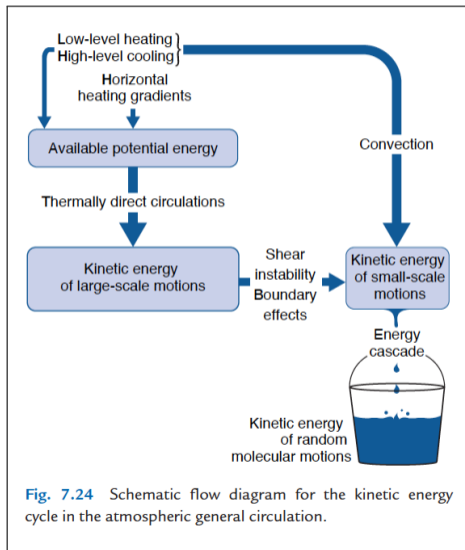 Low-level heating
High-level cooling
Horizontal
heating gradients
Available potential energy
Convection
Thermally direct circulations
Kinetic energy
of large-scale motions
Shear
instability
Boundary
effects
Kinetic energy
of small-scale
motions
Energy
cascade
Kinetic energy
of random
molecular motions
Fig. 7.24 Schematic flow diagram for the kinetic energy
cycle in the atmospheric general circulation.